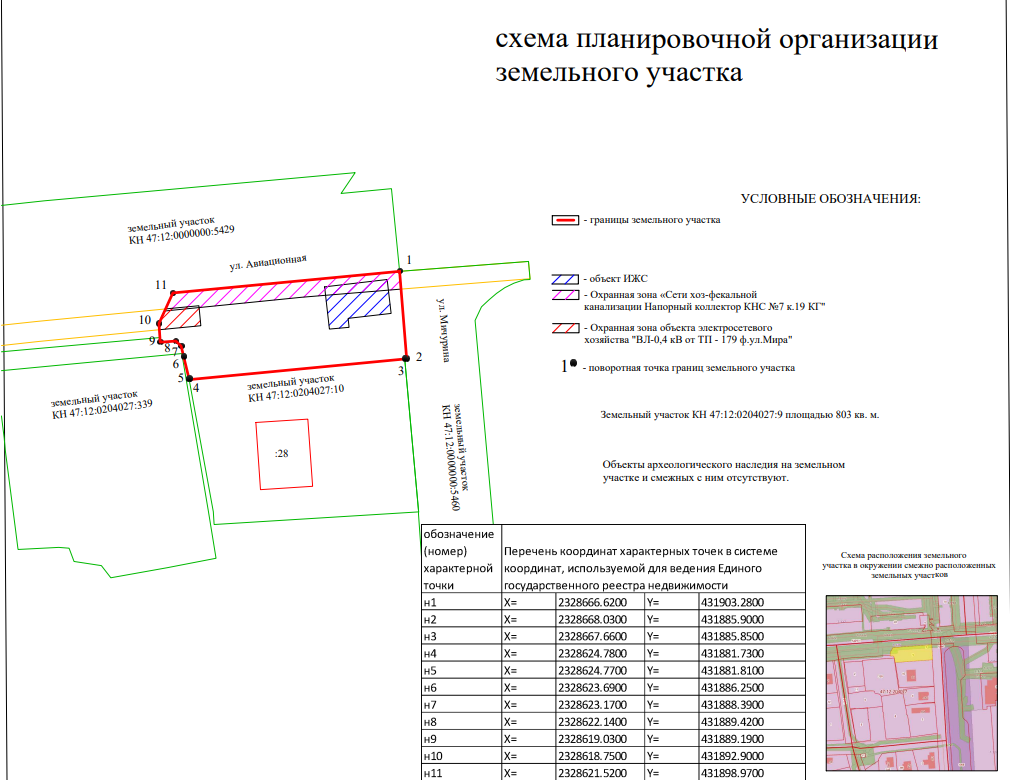 схема планировочной организации
земельного участка
УСЛОВНЫЕ ОБОЗНАЧЕНИЯ:
- границы земельного участка
- объект ИЖС
- Охранная зона «Сети хоз-фекальной
канализации Напорный коллектор КНС №7 к.19 КГ"
- Охранная зона объекта электросетевого
хозяйства "ВЛ-0,4 кВ от ТП - 179 ф.ул.Мира"
1 - поворотная точка границ земельного участка
Земельный участок КН 47:12:0204027:9 площадью 803 кв. м.
Объекты археологического наследия на земельном
участке и смежных с ним отсутствуют.
земельный участок
КН 47:12:0000000:5429
ул. Авиационная
1
11
10
9
8
7
6
5
4
2
3
ул. Мичурина
земельный участок
КН 47:12:0204027:10
земельный участок
КН 47:12:0204027:339
:28
земельный участок
КН 47:12:0000000:5460
обозначение
(номер)
характерной
точки
Перечень координат характерных точек в системе
координат, используемой для ведения Единого
государственного реестра недвижимости
н1 X= 2328666.6200 Y= 431903.2800
н2 X= 2328668.0300 Y= 431885.9000
н3 X= 2328667.6600 Y= 431885.8500
н4 X= 2328624.7800 Y= 431881.7300
н5 X= 2328624.7700 Y= 431881.8100
н6 X= 2328623.6900 Y= 431886.2500
н7 X= 2328623.1700 Y= 431888.3900
н8 X= 2328622.1400 Y= 431889.4200
н9 X= 2328619.0300 Y= 431889.1900
н10 X= 2328618.7500 Y= 431892.9000
н11 X= 2328621.5200 Y= 431898.9700
Схема расположения земельного
участка в окружении смежно расположенных
земельных участков